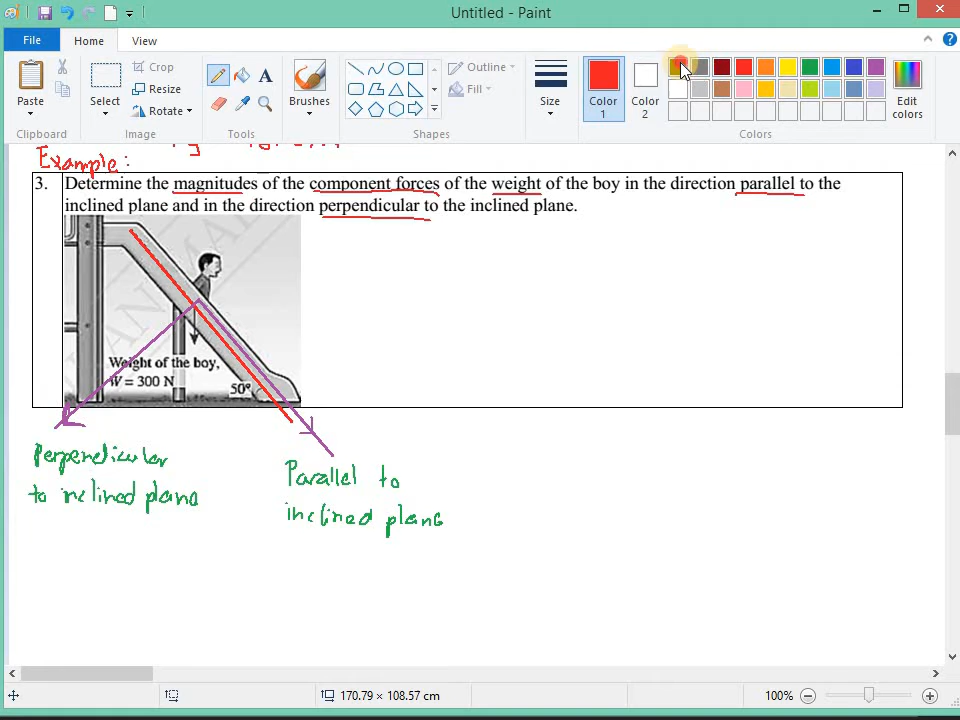 Untitled - Paint
File
Home
View
Paste
Select
Crop
Resize
Rotate
Brushes
Outline
Fill
Size
Color
1
Color
2
Edit
colors
Clipboard
Image
Tools
Shapes
Colors
Example:
3. Determine the magnitudes of the component forces of the weight of the boy in the direction parallel to the
inclined plane and in the direction perpendicular to the inclined plane.
Weight of the boy,
W = 300 N
50°
Perpendicular
to inclined plane
Parallel to
inclined plane
170.79 × 108.57 cm
100%